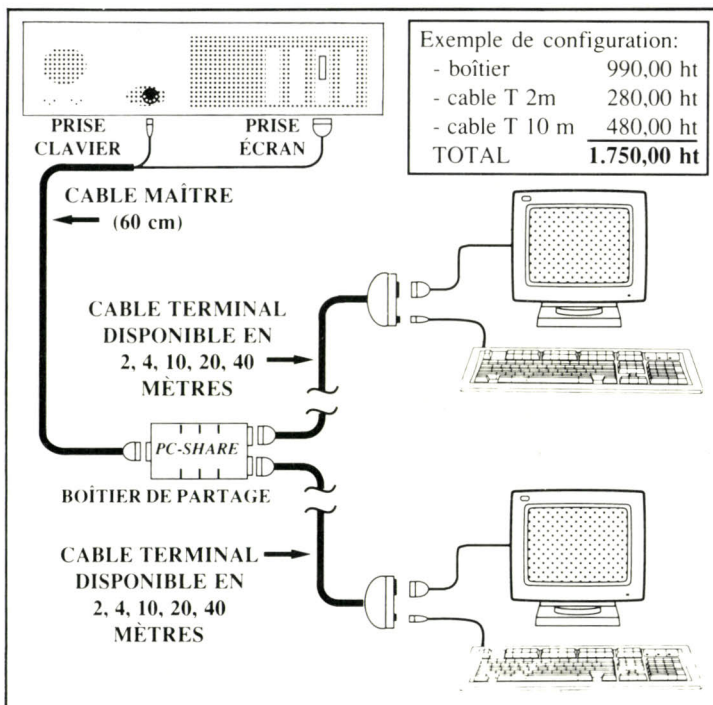 Exemple de configuration:
- boîtier 990,00 ht
- cable T 2m 280,00 ht
- cable T 10 m 480,00 ht
TOTAL 1.750,00 ht
PRISE
CLAVIER
PRISE
ÉCRAN
CABLE MAÎTRE
(60 cm)
CABLE TERMINAL
DISPONIBLE EN
2, 4, 10, 20, 40
MÈTRES
PC-SHARE
BOÎTIER DE PARTAGE
CABLE TERMINAL
DISPONIBLE EN
2, 4, 10, 20, 40
MÈTRES